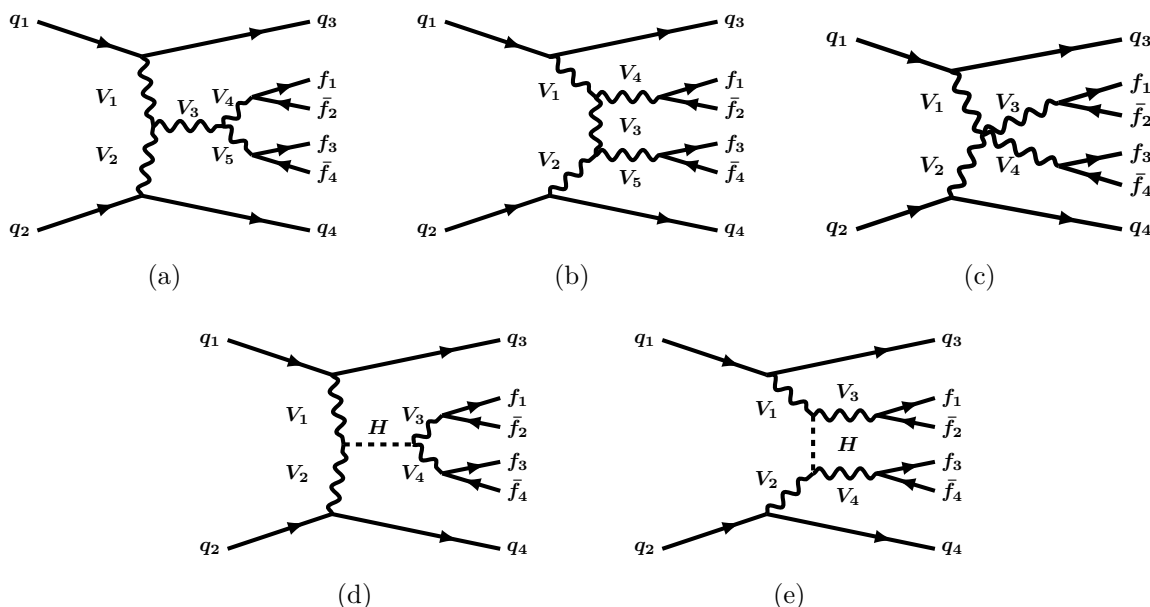 q₁ q₃ V₁ V₂ V₃ V₄ V₅ f₁ f̄₂ f₃ f̄₄ q₂ q₄
(a)
q₁ q₃ V₁ V₄ V₃ V₂ V₅ f₁ f̄₂ f₃ f̄₄ q₂ q₄
(b)
q₁ q₃ V₁ V₃ V₂ V₄ f₁ f̄₂ f₃ f̄₄ q₂ q₄
(c)
q₁ q₃ V₁ V₂ H V₃ V₄ f₁ f̄₂ f₃ f̄₄ q₂ q₄
(d)
q₁ q₃ V₁ V₃ H V₂ V₄ f₁ f̄₂ f₃ f̄₄ q₂ q₄
(e)